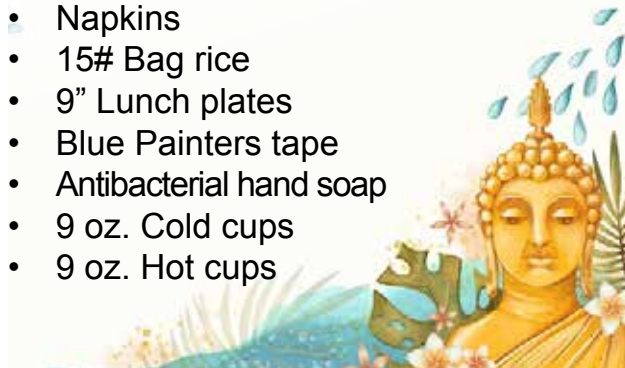 • Napkins
• 15# Bag rice
• 9” Lunch plates
• Blue Painters tape
• Antibacterial hand soap
• 9 oz. Cold cups
• 9 oz. Hot cups